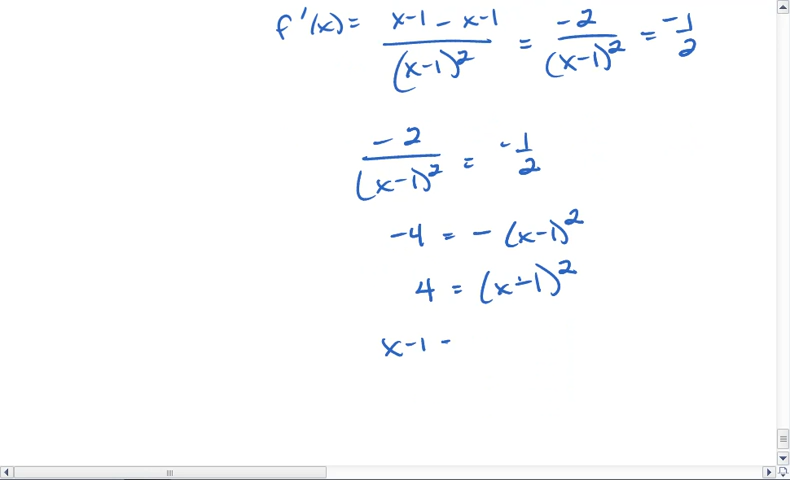 f'(x) = (x-1 - x-1)/(x-1)² = -2/(x-1)² = -1/2
-2/(x-1)² = -1/2
-4 = -(x-1)²
4 = (x-1)²
x-1 -